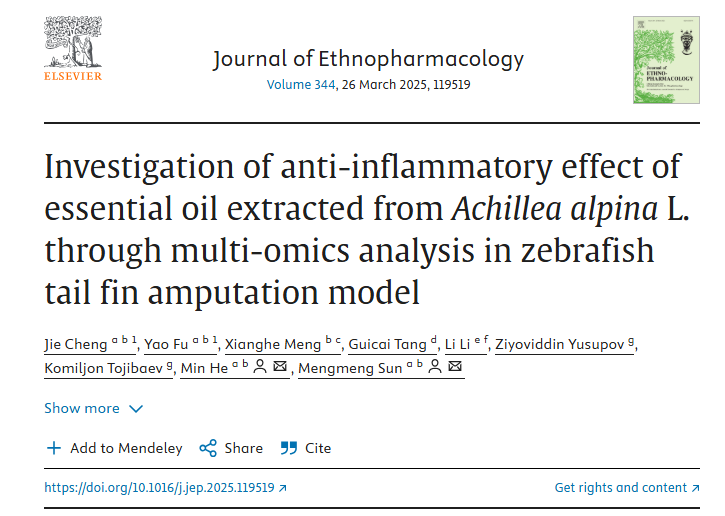 ELSEVIER
Journal of Ethnopharmacology
Volume 344, 26 March 2025, 119519
Journal of
ETHNO-
PHARMACOLOGY
Investigation of anti-inflammatory effect of
essential oil extracted from Achillea alpina L.
through multi-omics analysis in zebrafish
tail fin amputation model
Jie Cheng a b 1, Yao Fu a b 1, Xianghe Meng b c, Guicai Tang d, Li Li e f, Ziyoviddin Yusupov g,
Komiljon Tojibaev g, Min He a b, Mengmeng Sun a b
Show more
Add to Mendeley Share Cite
https://doi.org/10.1016/j.jep.2025.119519 Get rights and content